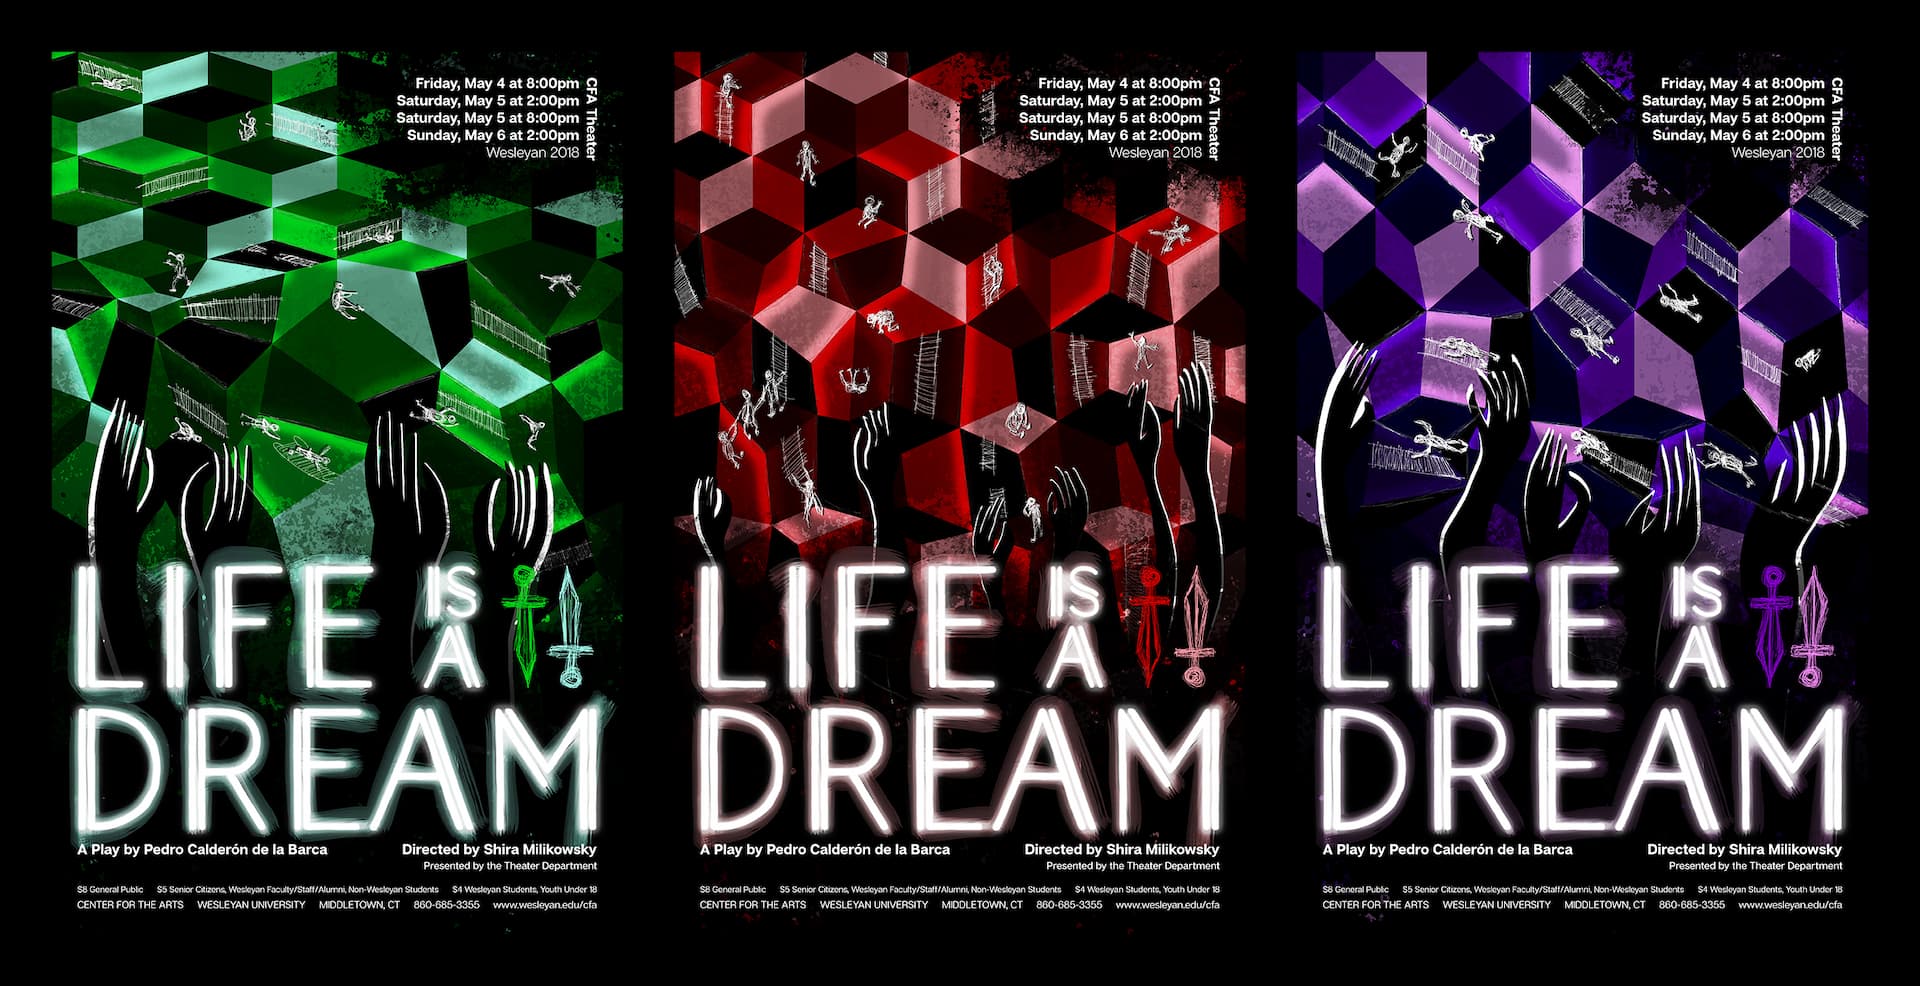 Friday, May 4 at 8:00pm
Saturday, May 5 at 2:00pm
Saturday, May 5 at 8:00pm
Sunday, May 6 at 2:00pm
Wesleyan 2018
CFA Theater
LIFE IS A
DREAM
A Play by Pedro Calderón de la Barca
Directed by Shira Milikowsky
Presented by the Theater Department
$8 General Public $5 Senior Citizens, Wesleyan Faculty/Staff/Alumni, Non-Wesleyan Students $4 Wesleyan Students, Youth Under 18
CENTER FOR THE ARTS WESLEYAN UNIVERSITY MIDDLETOWN, CT 860-685-3355 www.wesleyan.edu/cfa
Friday, May 4 at 8:00pm
Saturday, May 5 at 2:00pm
Saturday, May 5 at 8:00pm
Sunday, May 6 at 2:00pm
Wesleyan 2018
CFA Theater
LIFE IS A
DREAM
A Play by Pedro Calderón de la Barca
Directed by Shira Milikowsky
Presented by the Theater Department
$8 General Public $5 Senior Citizens, Wesleyan Faculty/Staff/Alumni, Non-Wesleyan Students $4 Wesleyan Students, Youth Under 18
CENTER FOR THE ARTS WESLEYAN UNIVERSITY MIDDLETOWN, CT 860-685-3355 www.wesleyan.edu/cfa
Friday, May 4 at 8:00pm
Saturday, May 5 at 2:00pm
Saturday, May 5 at 8:00pm
Sunday, May 6 at 2:00pm
Wesleyan 2018
CFA Theater
LIFE IS A
DREAM
A Play by Pedro Calderón de la Barca
Directed by Shira Milikowsky
Presented by the Theater Department
$8 General Public $5 Senior Citizens, Wesleyan Faculty/Staff/Alumni, Non-Wesleyan Students $4 Wesleyan Students, Youth Under 18
CENTER FOR THE ARTS WESLEYAN UNIVERSITY MIDDLETOWN, CT 860-685-3355 www.wesleyan.edu/cfa